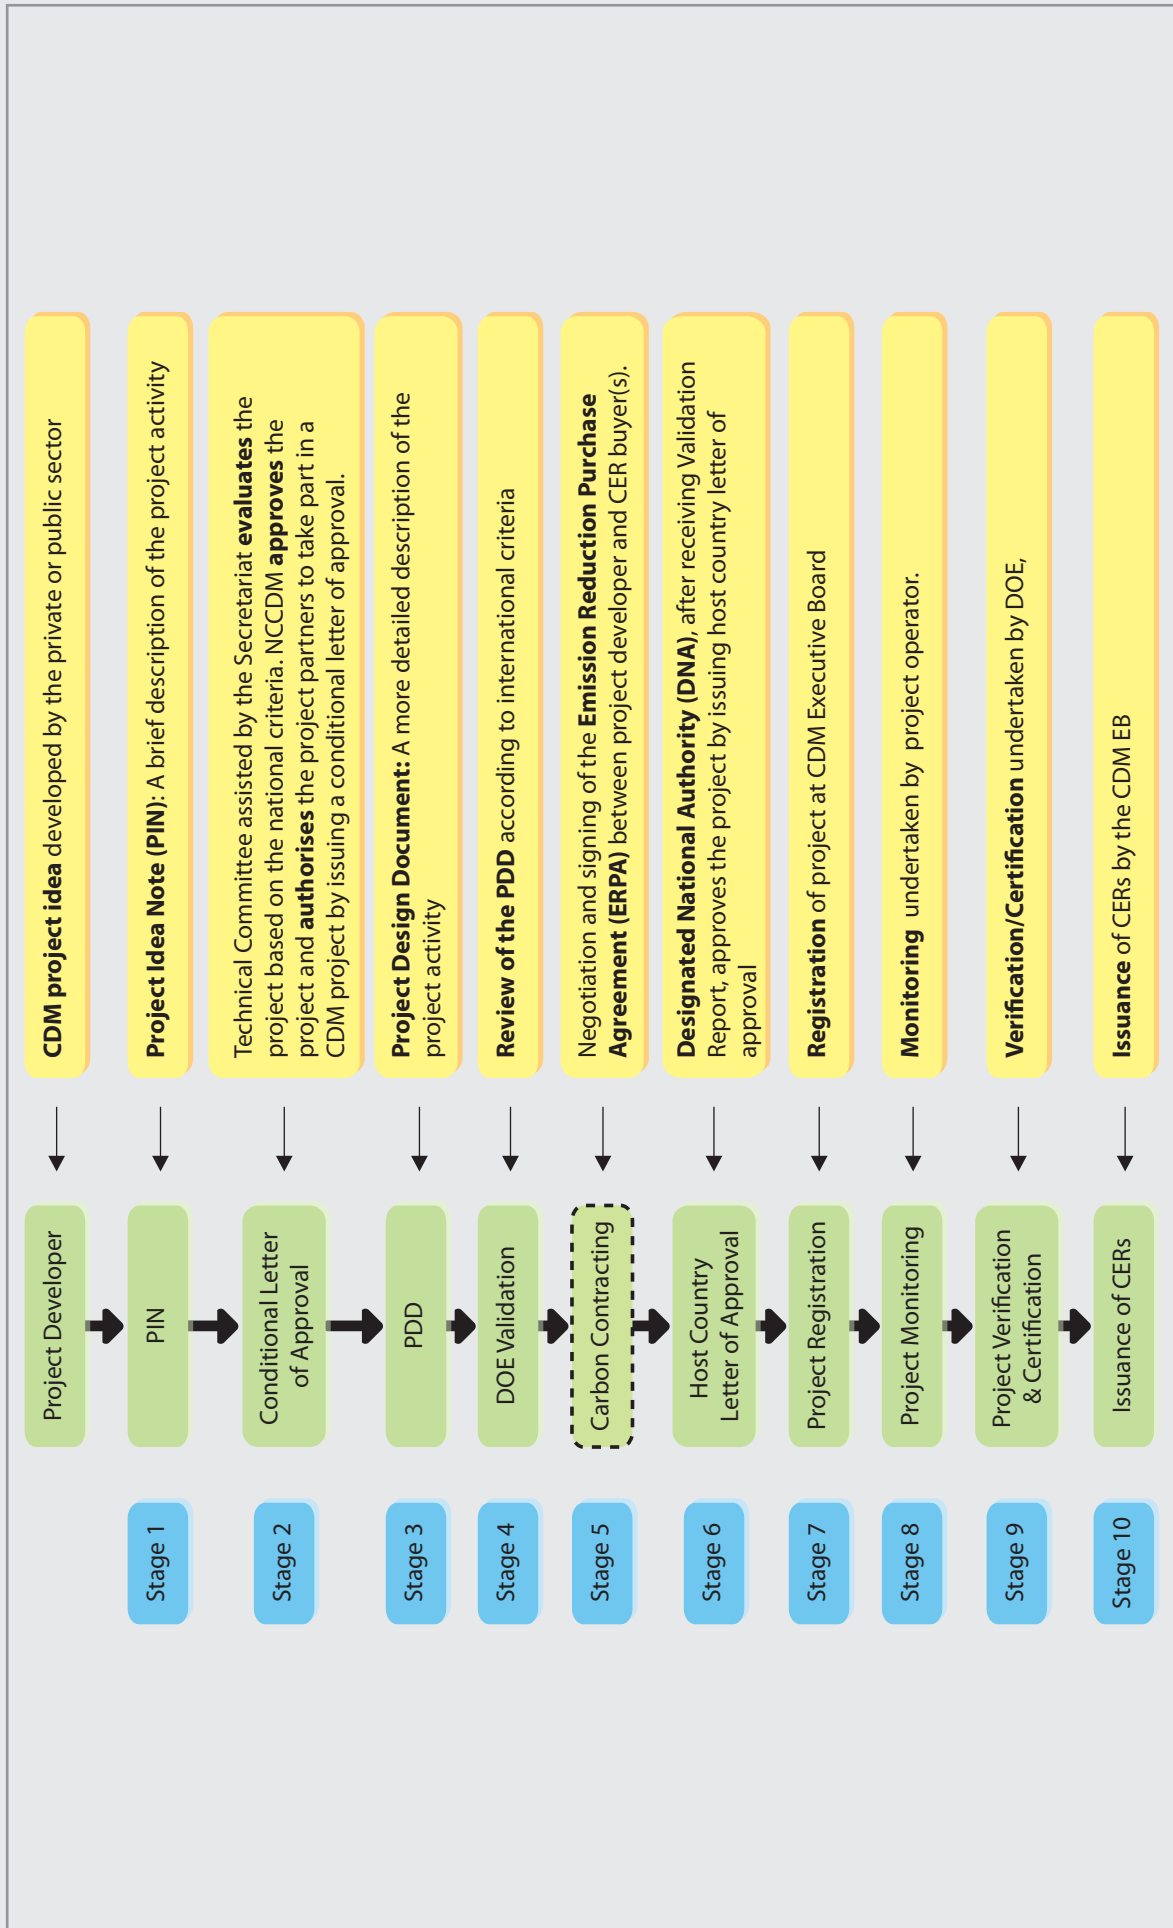 Project Developer
CDM project idea developed by the private or public sector
Stage 1
PIN
Project Idea Note (PIN): A brief description of the project activity
Stage 2
Conditional Letter
of Approval
Technical Committee assisted by the Secretariat evaluates the
project based on the national criteria. NCCDM approves the
project and authorises the project partners to take part in a
CDM project by issuing a conditional letter of approval.
Stage 3
PDD
Project Design Document: A more detailed description of the
project activity
Stage 4
DOE Validation
Review of the PDD according to international criteria
Stage 5
Carbon Contracting
Negotiation and signing of the Emission Reduction Purchase
Agreement (ERPA) between project developer and CER buyer(s).
Stage 6
Host Country
Letter of Approval
Designated National Authority (DNA), after receiving Validation
Report, approves the project by issuing host country letter of
approval
Stage 7
Project Registration
Registration of project at CDM Executive Board
Stage 8
Project Monitoring
Monitoring undertaken by project operator.
Stage 9
Project Verification
& Certification
Verification/Certification undertaken by DOE,
Stage 10
Issuance of CERs
Issuance of CERs by the CDM EB